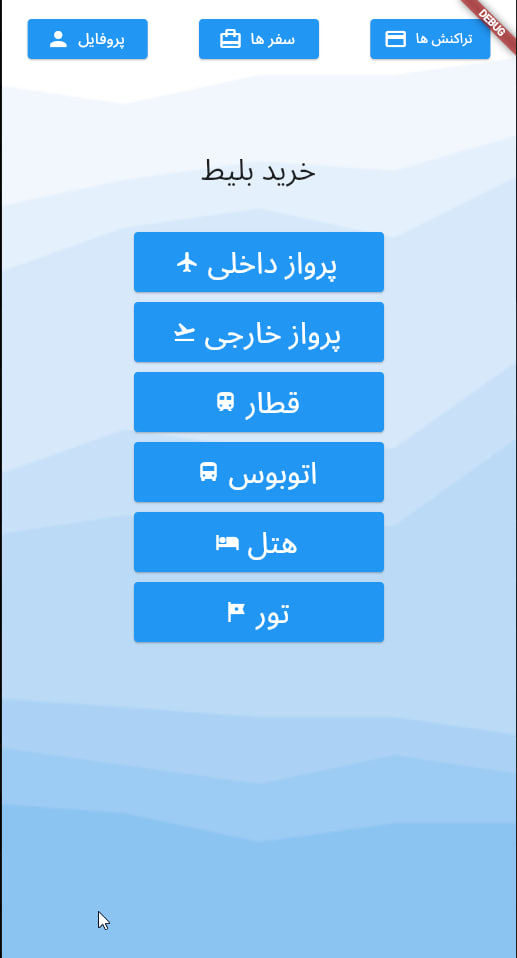 تراکنش ها
سفر ها
پروفایل
DEBUG
خرید بلیط
پرواز داخلی
پرواز خارجی
قطار
اتوبوس
هتل
تور